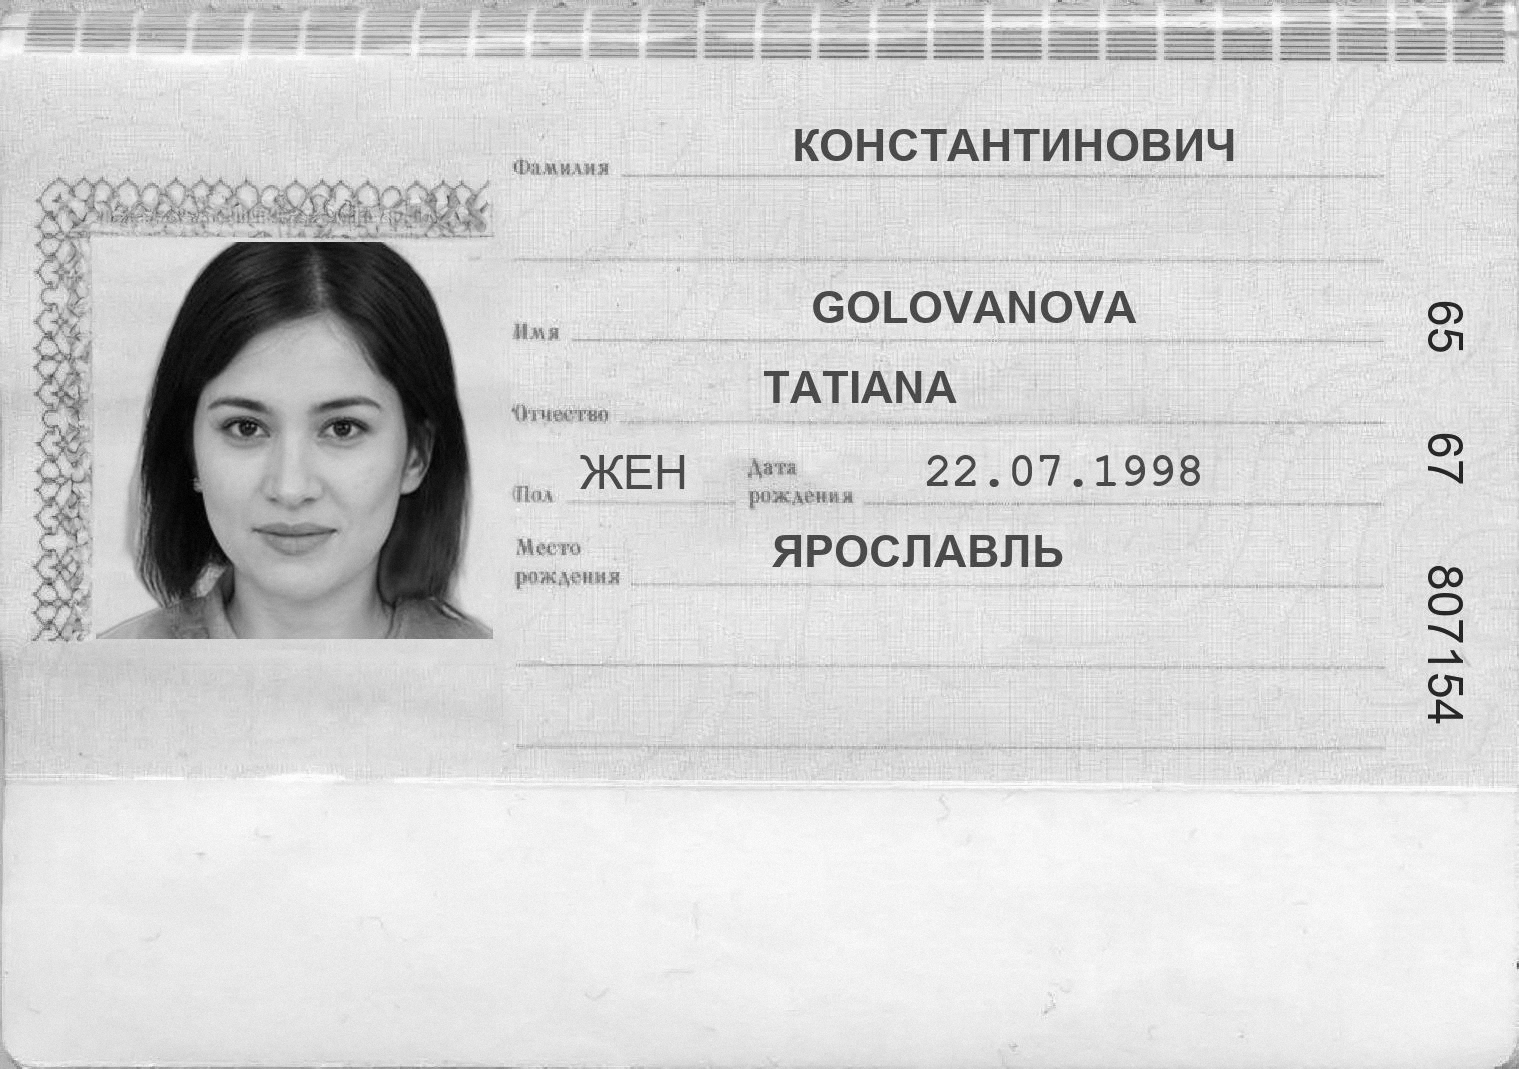 Фамилия КОНСТАНТИНОВИЧ
Имя GOLOVANOVA
Отчество TATIANA
Пол ЖЕН Дата рождения 22.07.1998
Место рождения ЯРОСЛАВЛЬ
65 67 807154